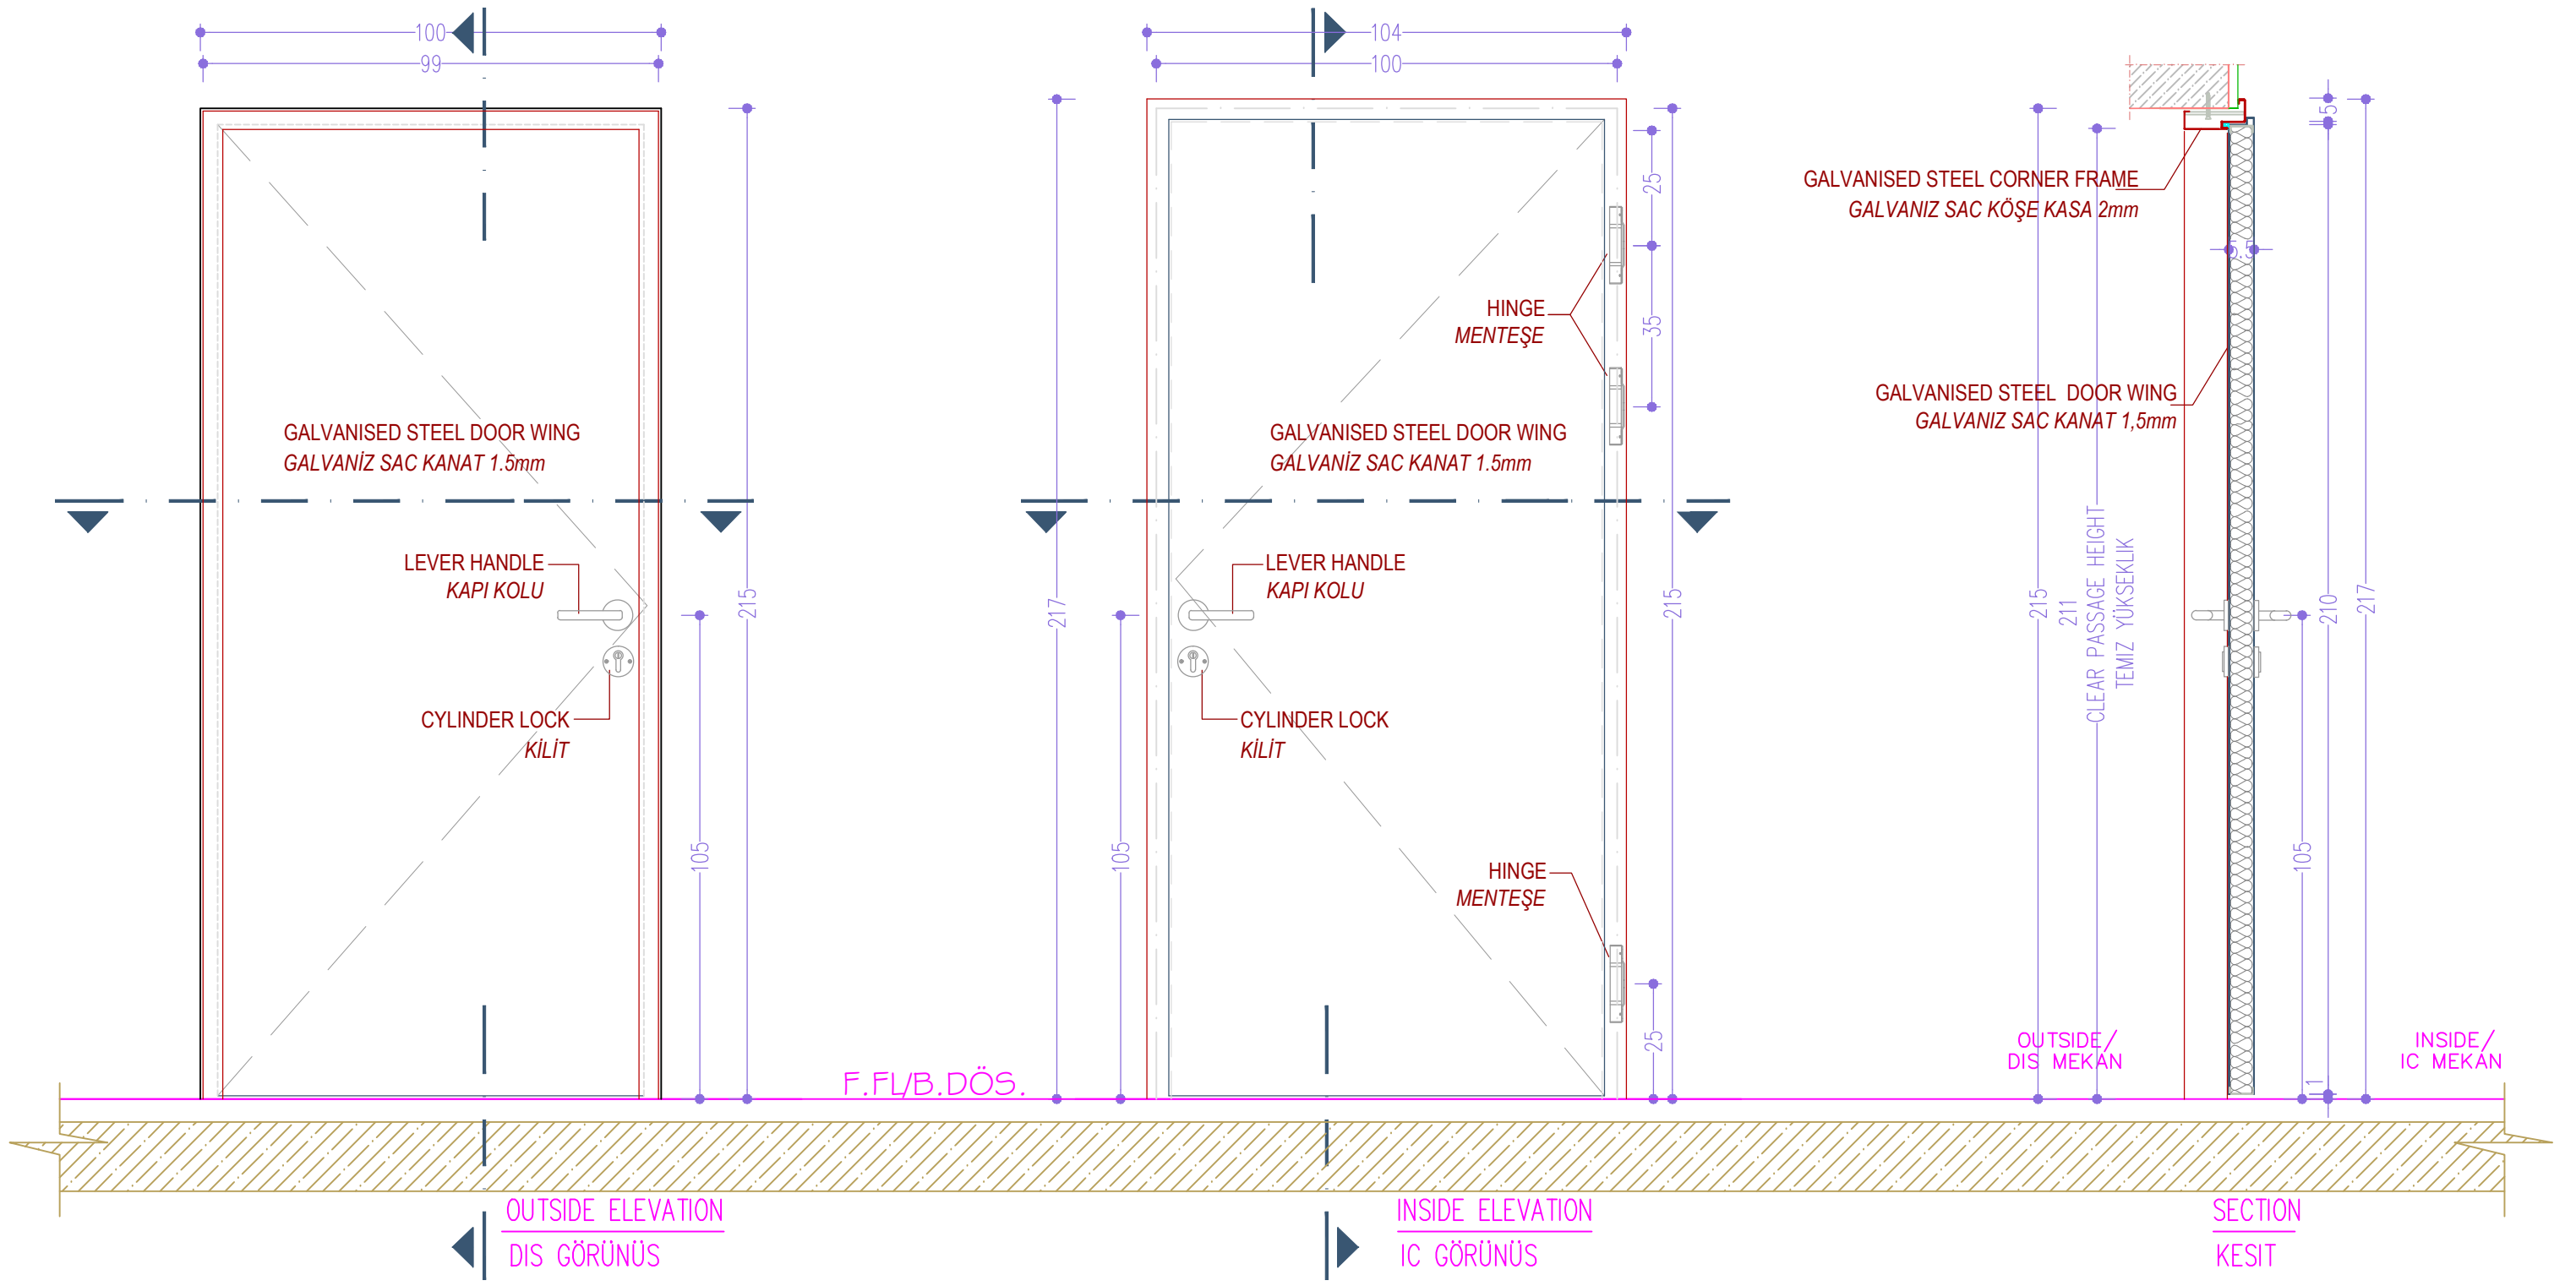 100
99
GALVANISED STEEL DOOR WING
GALVANİZ SAC KANAT 1.5mm
LEVER HANDLE
KAPI KOLU
CYLINDER LOCK
KİLİT
105
215
OUTSIDE ELEVATION
DIS GÖRÜNÜS
F.FL/B.DÖS.
104
100
217
105
HINGE
MENTEŞE
GALVANISED STEEL DOOR WING
GALVANİZ SAC KANAT 1.5mm
LEVER HANDLE
KAPI KOLU
CYLINDER LOCK
KİLİT
HINGE
MENTEŞE
25
35
25
215
INSIDE ELEVATION
IC GÖRÜNÜS
GALVANISED STEEL CORNER FRAME
GALVANIZ SAC KÖŞE KASA 2mm
GALVANISED STEEL DOOR WING
GALVANIZ SAC KANAT 1,5mm
215
211
CLEAR PASSAGE HEIGHT
TEMIZ YÜKSEKLIK
5.5
5
210
217
105
1
OUTSIDE/
DIS MEKAN
INSIDE/
IC MEKAN
SECTION
KESIT